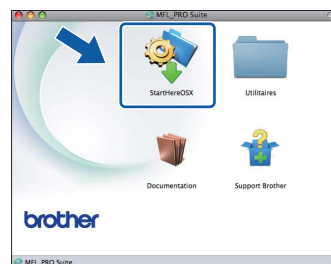 MFL_PRO Suite
StartHereOSX
Utilitaires
Documentation
Support Brother
brother
MFL_PRO Suite